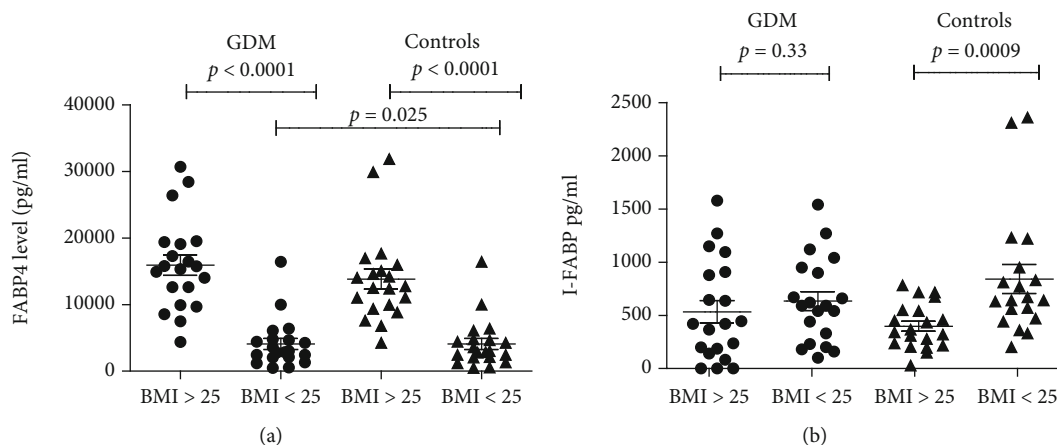 GDM
Controls
p < 0.0001
p < 0.0001
p = 0.025
FABP4 level (pg/ml)
40000
30000
20000
10000
0
BMI > 25
BMI < 25
BMI > 25
BMI < 25
(a)
GDM
Controls
p = 0.33
p = 0.0009
I-FABP pg/ml
2500
2000
1500
1000
500
0
BMI > 25
BMI < 25
BMI > 25
BMI < 25
(b)